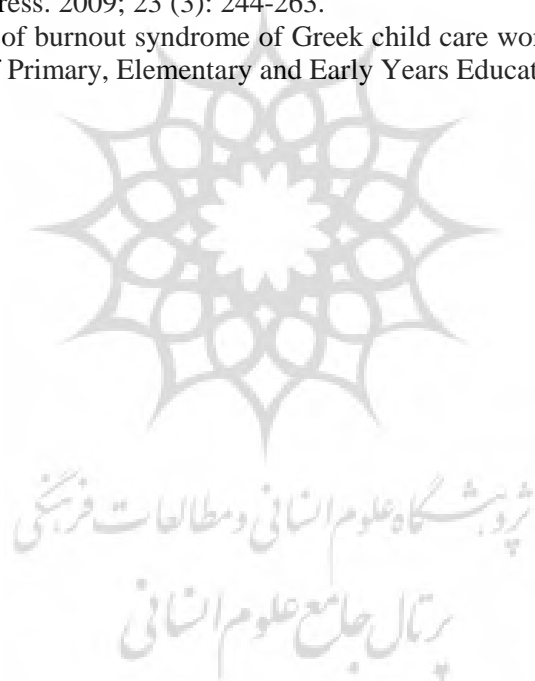 ress. 2009; 23 (3): 244-263.
of burnout syndrome of Greek child care wor
f Primary, Elementary and Early Years Educat
پژوهشگاه علوم انسانی و مطالعات فرهنگی
پرتال جامع علوم انسانی